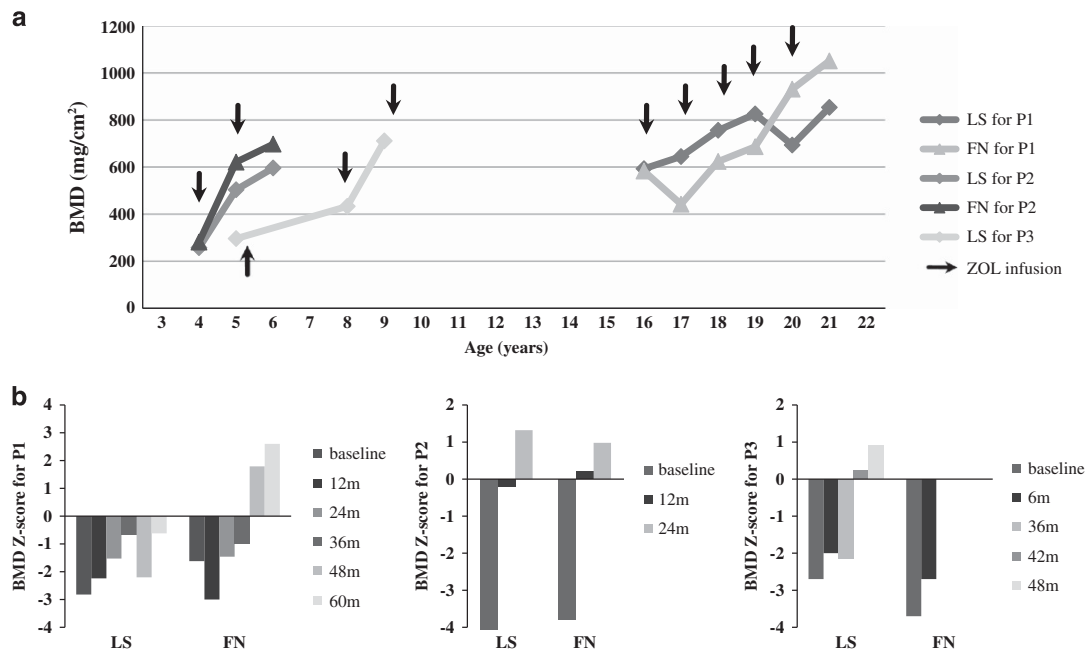 a
BMD (mg/cm²)
1200
1000
800
600
400
200
0
3 4 5 6 7 8 9 10 11 12 13 14 15 16 17 18 19 20 21 22
Age (years)
LS for P1
FN for P1
LS for P2
FN for P2
LS for P3
ZOL infusion
b
BMD Z-score for P1
4
3
2
1
0
-1
-2
-3
-4
LS FN
baseline
12m
24m
36m
48m
60m
BMD Z-score for P2
2
1
0
-1
-2
-3
-4
LS FN
baseline
12m
24m
BMD Z-score for P3
2
1
0
-1
-2
-3
-4
LS FN
baseline
6m
36m
42m
48m